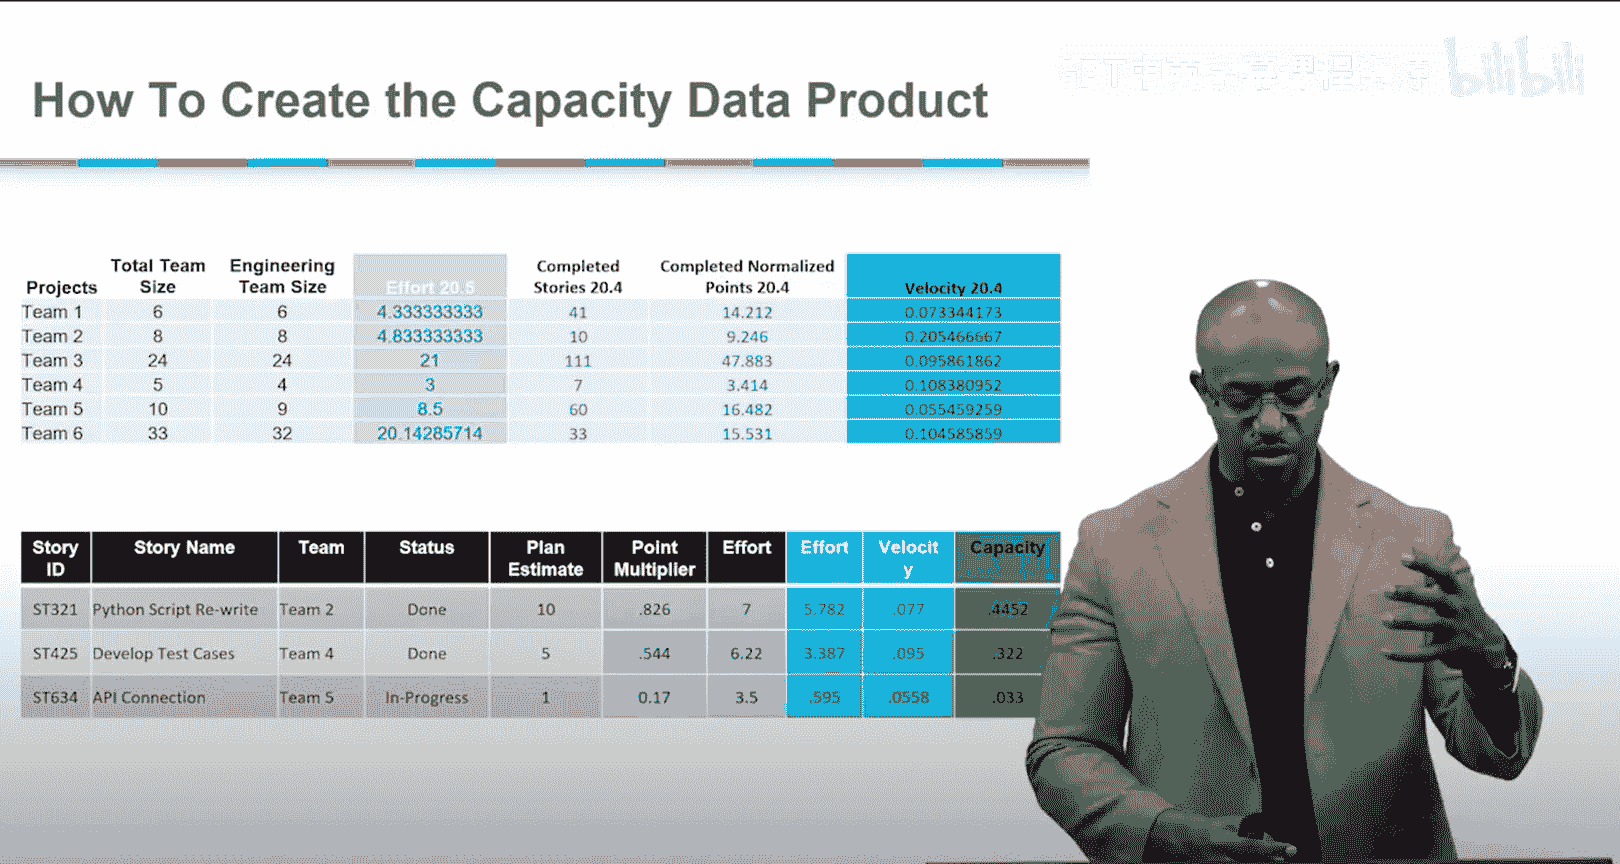 bilibili
How To Create the Capacity Data Product
Projects Total Team Size Engineering Team Size Effort 20.5 Completed Stories 20.4 Completed Normalized Points 20.4 Velocity 20.4
Team 1 6 6 4.333333333 41 14.212 0.073344173
Team 2 8 8 4.833333333 10 9.246 0.205466667
Team 3 24 24 21 111 47.883 0.095861862
Team 4 5 4 3 7 3.414 0.108380952
Team 5 10 9 8.5 60 16.482 0.055459259
Team 6 33 32 20.14285714 33 15.531 0.104585859
Story ID Story Name Team Status Plan Estimate Point Multiplier Effort Effort Velocity Capacity
ST321 Python Script Re-write Team 2 Done 10 .826 7 5.782 .077 .4452
ST425 Develop Test Cases Team 4 Done 5 .544 6.22 3.387 .095 .322
ST634 API Connection Team 5 In-Progress 1 0.17 3.5 .595 .0558 .033